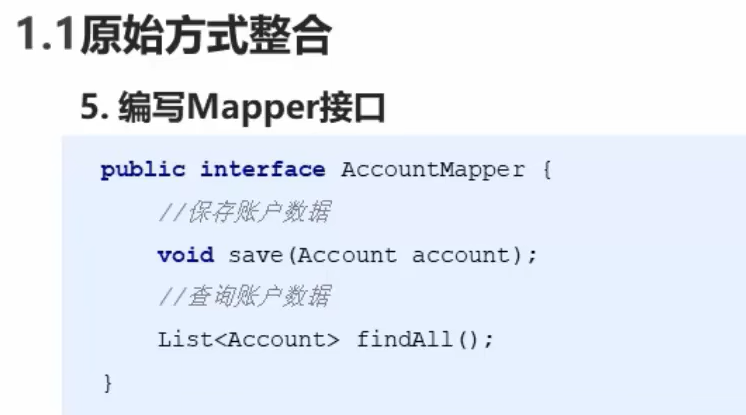 1.1原始方式整合
5. 编写Mapper接口
public interface AccountMapper {
//保存账户数据
void save(Account account);
//查询账户数据
List<Account> findAll();
}